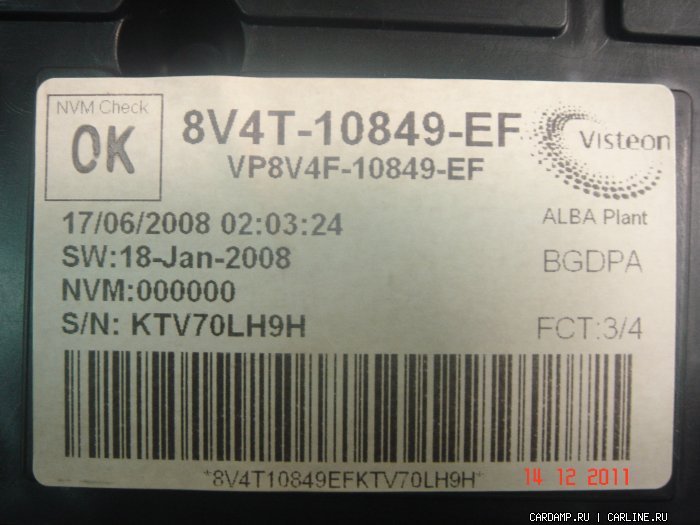 NVM Check
OK
8V4T-10849-EF
VP8V4F-10849-EF
Visteon
17/06/2008 02:03:24
ALBA Plant
SW:18-Jan-2008
BGDPA
NVM:000000
S/N: KTV70LH9H
FCT:3/4
*8V4T10849EFKTV70LH9H*
14 12 2011
CARDAMP.RU | CARLINE.RU